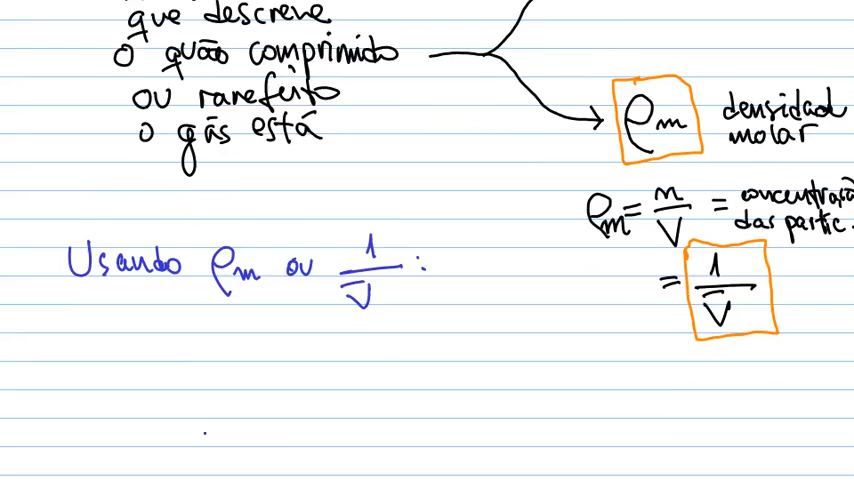 que descreve
o quão comprimido
ou rarefeito
o gás está
ρm densidad
molar
ρm = n/V = concentraçã
das partíc.
= 1/V̄
Usando ρm ou 1/V̄ :